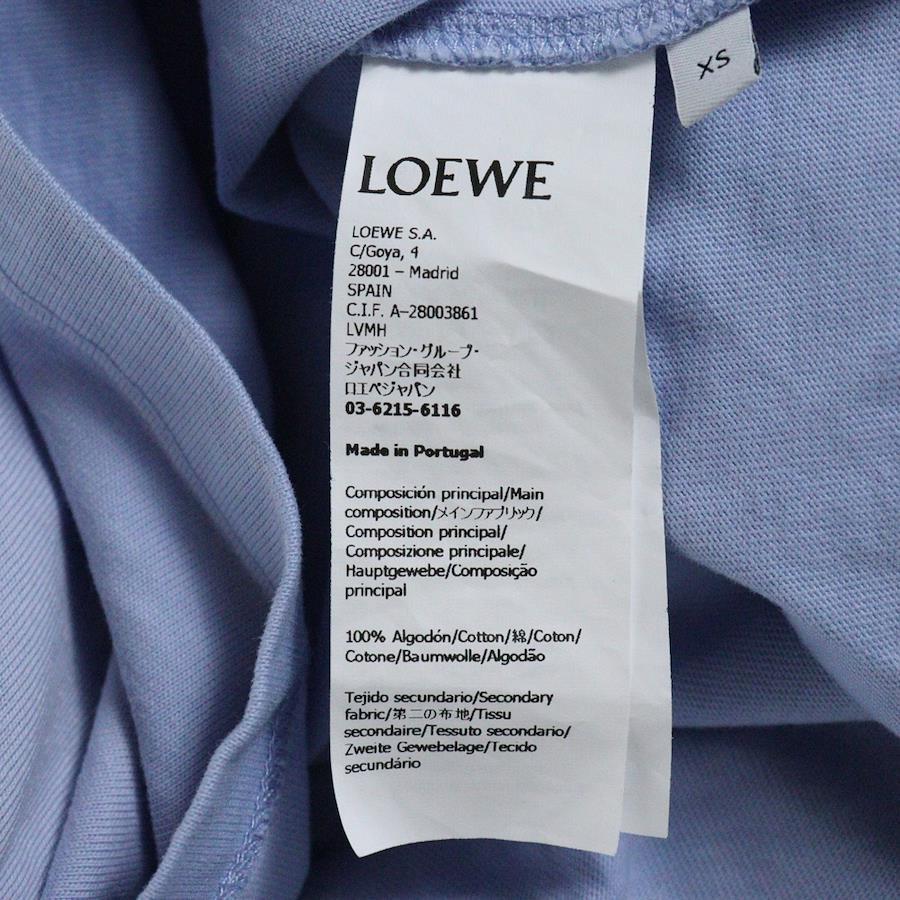 XS
LOEWE
LOEWE S.A.
C/Goya, 4
28001 – Madrid
SPAIN
C.I.F. A–28003861
LVMH
ファッション・グループ・
ジャパン合同会社
ロエベジャパン
03-6215-6116
Made in Portugal
Composición principal/Main
composition/メインファブリック/
Composition principal/
Composizione principale/
Hauptgewebe/Composição
principal
100% Algodón/Cotton/綿/Coton/
Cotone/Baumwolle/Algodão
Tejido secundario/Secondary
fabric/第二の布地/Tissu
secondaire/Tessuto secondario/
Zweite Gewebelage/Tecido
secundário